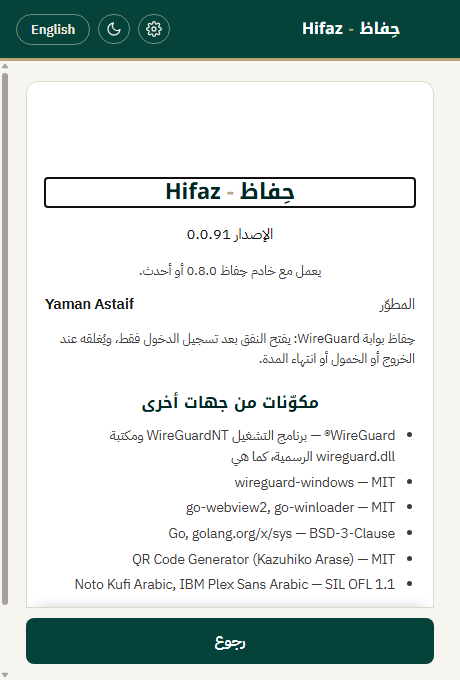 حِفاظ - Hifaz
English
حِفاظ - Hifaz
الإصدار 0.0.91
يعمل مع خادم حِفاظ 0.8.0 أو أحدث.
المطوّر
Yaman Astaif
حِفاظ بوابة WireGuard: يفتح النفق بعد تسجيل الدخول فقط، ويُغلقه عند
الخروج أو الخمول أو انتهاء المدة.
مكوّنات من جهات أخرى
WireGuard® — برنامج التشغيل WireGuardNT ومكتبة
wireguard.dll الرسمية، كما هي
wireguard-windows — MIT
go-webview2, go-winloader — MIT
Go, golang.org/x/sys — BSD-3-Clause
QR Code Generator (Kazuhiko Arase) — MIT
Noto Kufi Arabic, IBM Plex Sans Arabic — SIL OFL 1.1
رجوع